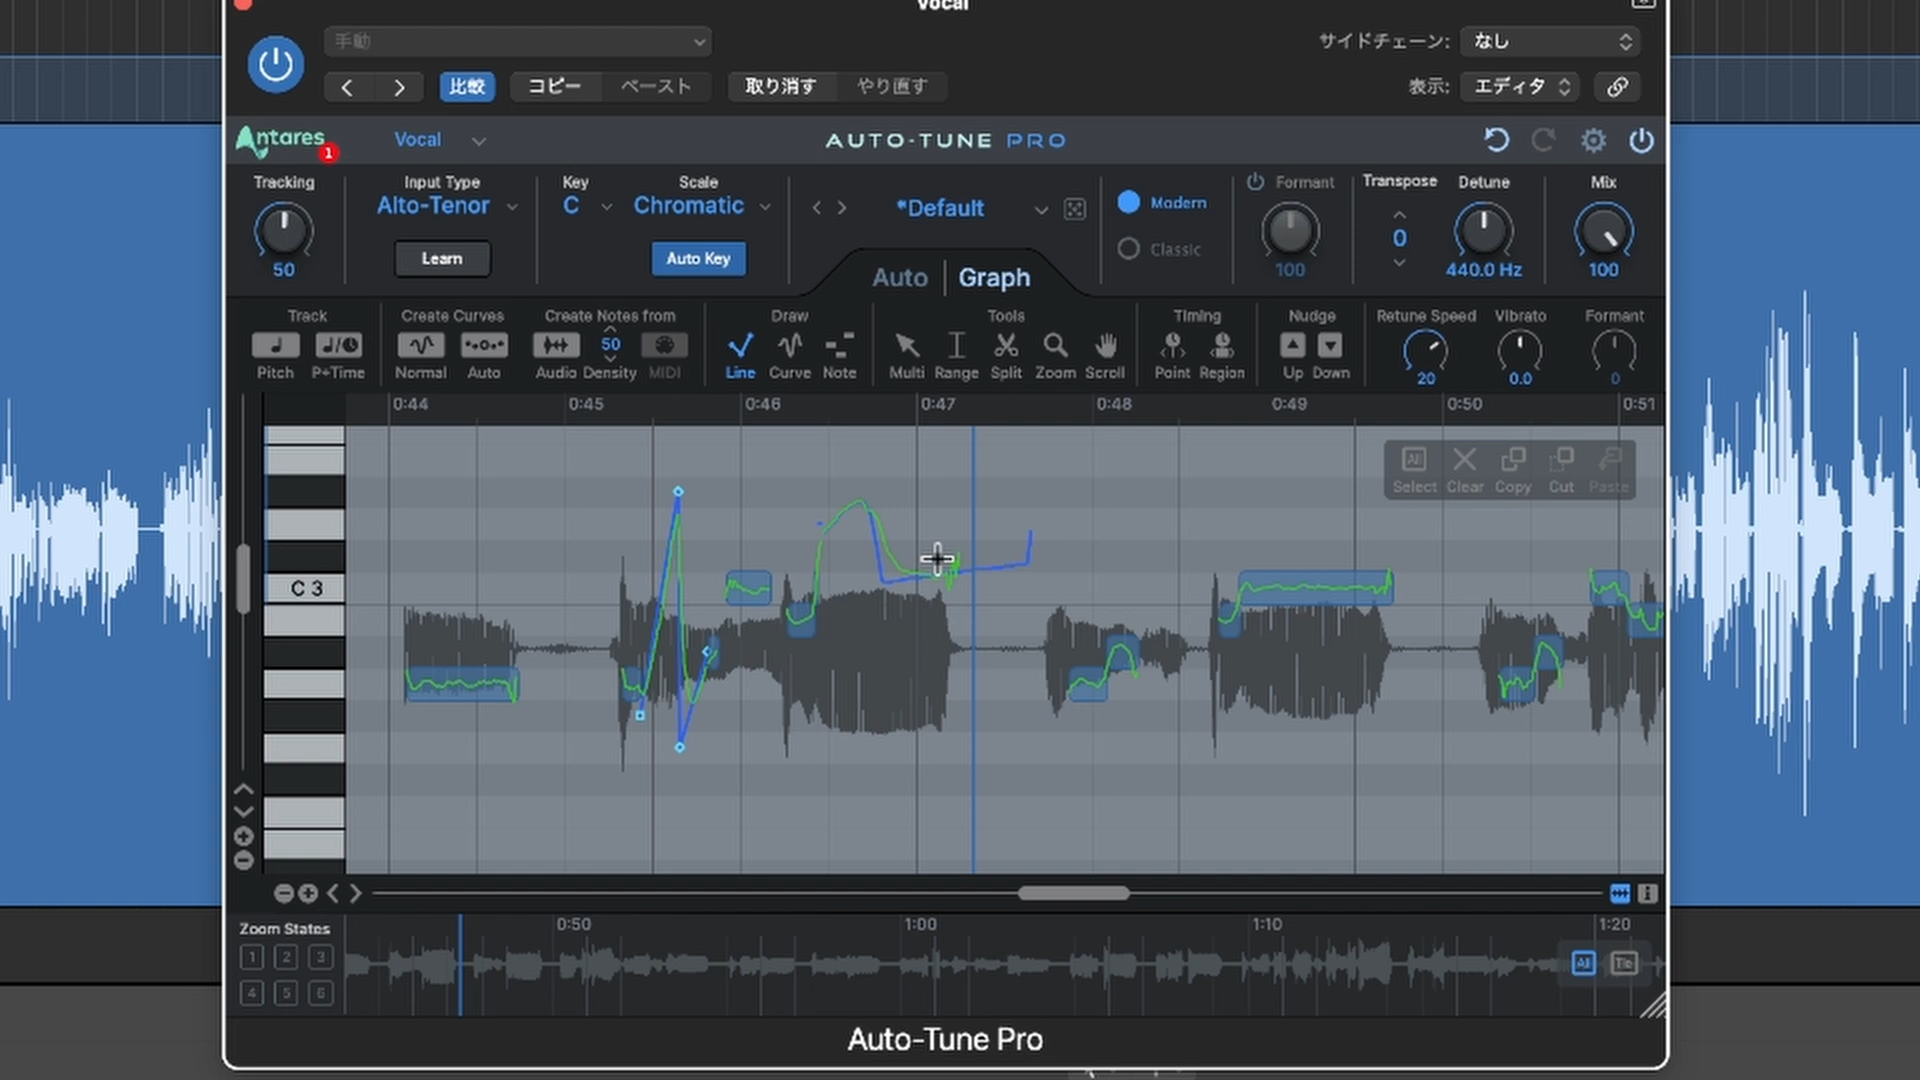 Vocal
手動
サイドチェーン: なし
比較 コピー ペースト 取り消す やり直す
表示: エディタ
Antares 1 Vocal AUTO-TUNE PRO
Tracking Input Type Key Scale Formant Transpose Detune Mix
Alto-Tenor C Chromatic *Default Modern
0
Learn Auto Key Classic
50 100 440.0 Hz 100
Auto Graph
Track Create Curves Create Notes from Draw Tools Timing Nudge Retune Speed Vibrato Formant
50
Pitch P+Time Normal Auto Audio Density MIDI Line Curve Note Multi Range Split Zoom Scroll Point Region Up Down 20 0.0 0
0:44 0:45 0:46 0:47 0:48 0:49 0:50 0:51
All
Select Clear Copy Cut Paste
C 3
Zoom States 0:50 1:00 1:10 1:20
1 2 3
All
4 5 6
Auto-Tune Pro